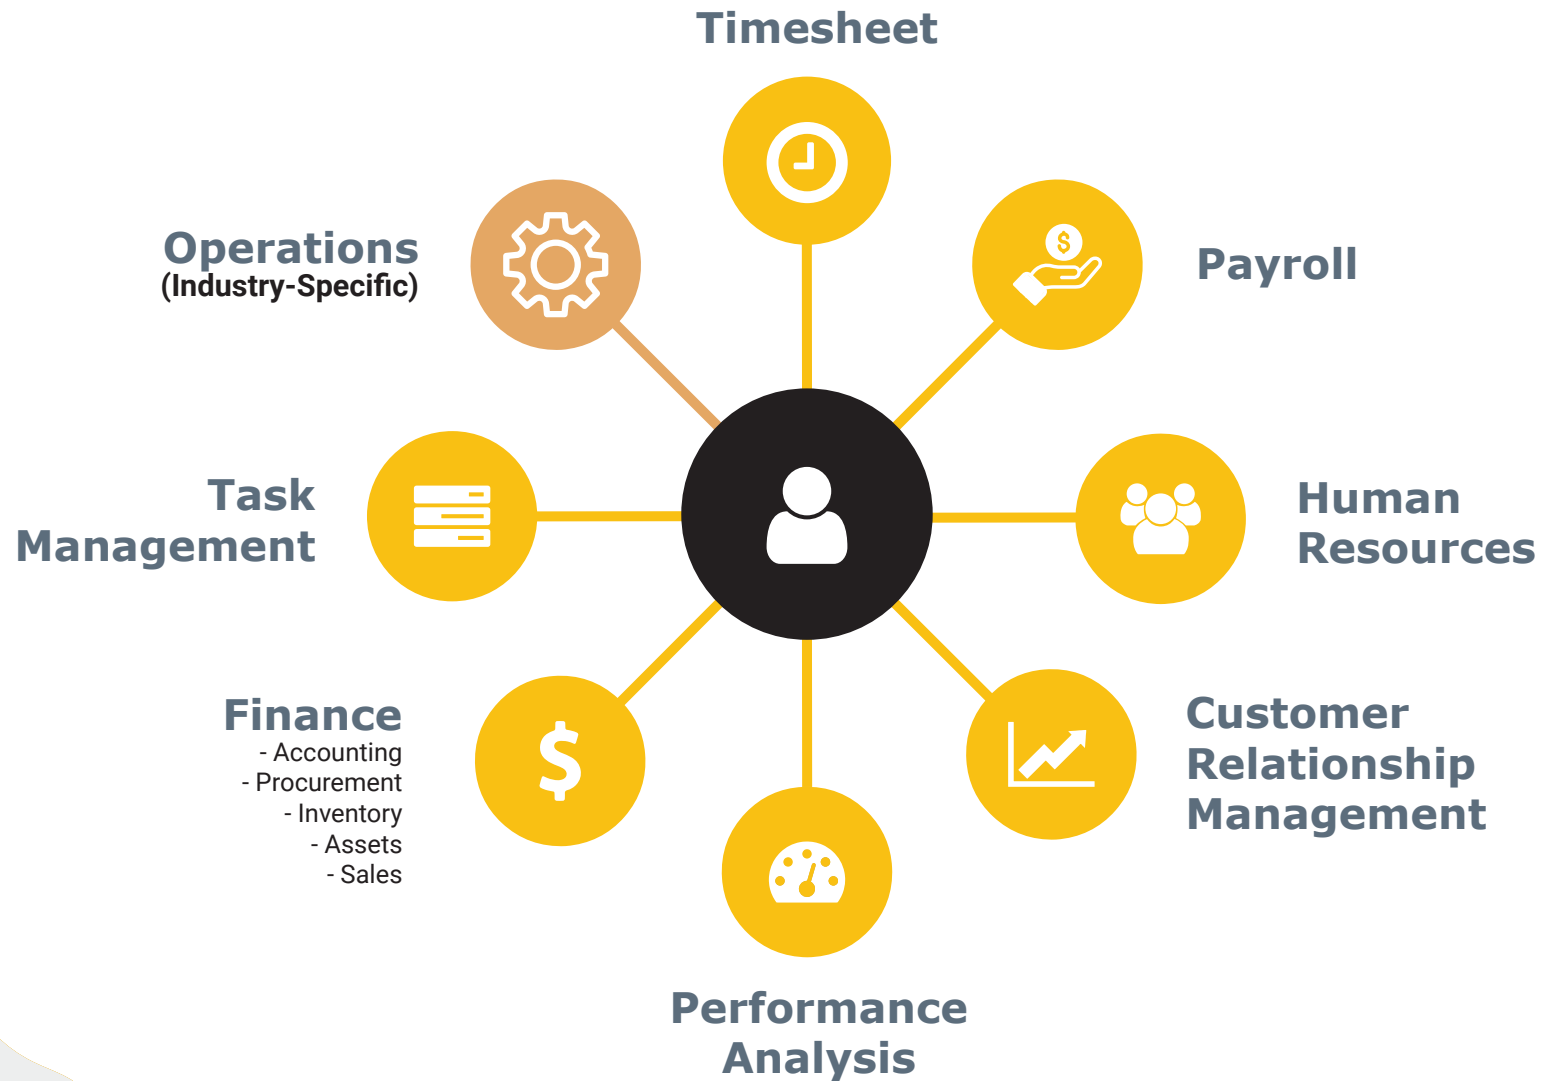 Timesheet
Operations
(Industry-Specific)
Payroll
Task
Management
Human
Resources
Finance
- Accounting
- Procurement
- Inventory
- Assets
- Sales
Customer
Relationship
Management
Performance
Analysis